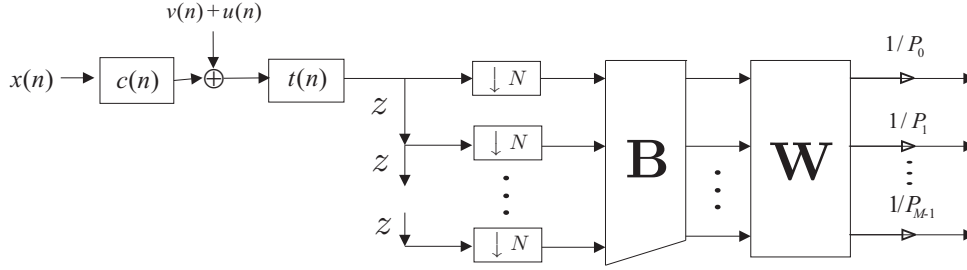 v(n)+u(n)
x(n)
c(n)
t(n)
↓ N
1/P_0
z
↓ N
1/P_1
z
B
W
z
↓ N
1/P_{M-1}